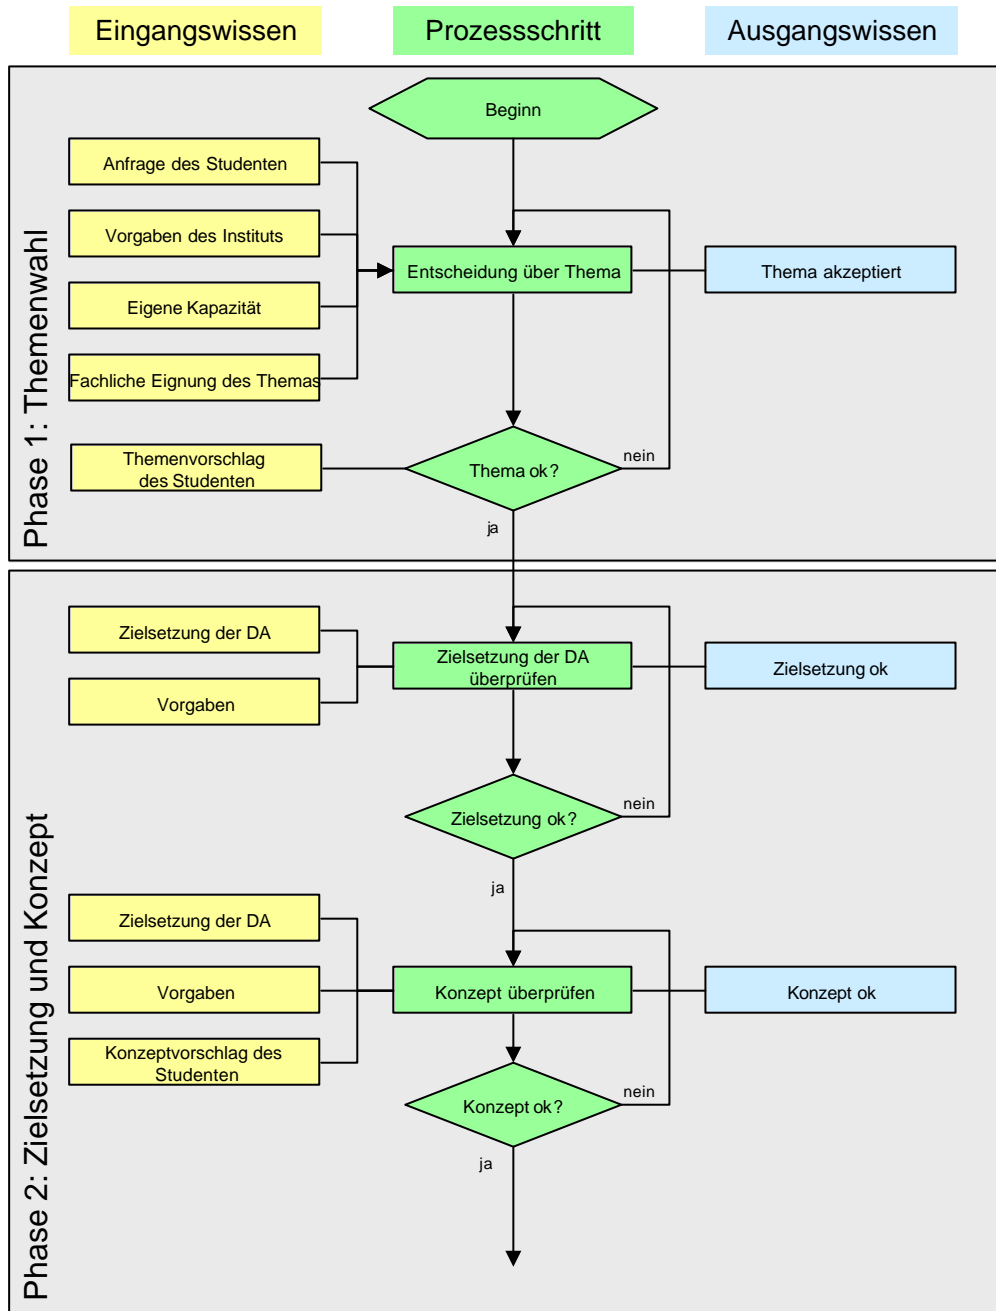 Eingangswissen
Prozessschritt
Ausgangswissen
Phase 1: Themenwahl
Beginn
Anfrage des Studenten
Vorgaben des Instituts
Entscheidung über Thema
Thema akzeptiert
Eigene Kapazität
Fachliche Eignung des Themas
Themenvorschlag
des Studenten
Thema ok?
nein
ja
Phase 2: Zielsetzung und Konzept
Zielsetzung der DA
Vorgaben
Zielsetzung der DA
überprüfen
Zielsetzung ok
Zielsetzung ok?
nein
ja
Zielsetzung der DA
Vorgaben
Konzeptvorschlag des
Studenten
Konzept überprüfen
Konzept ok
Konzept ok?
nein
ja